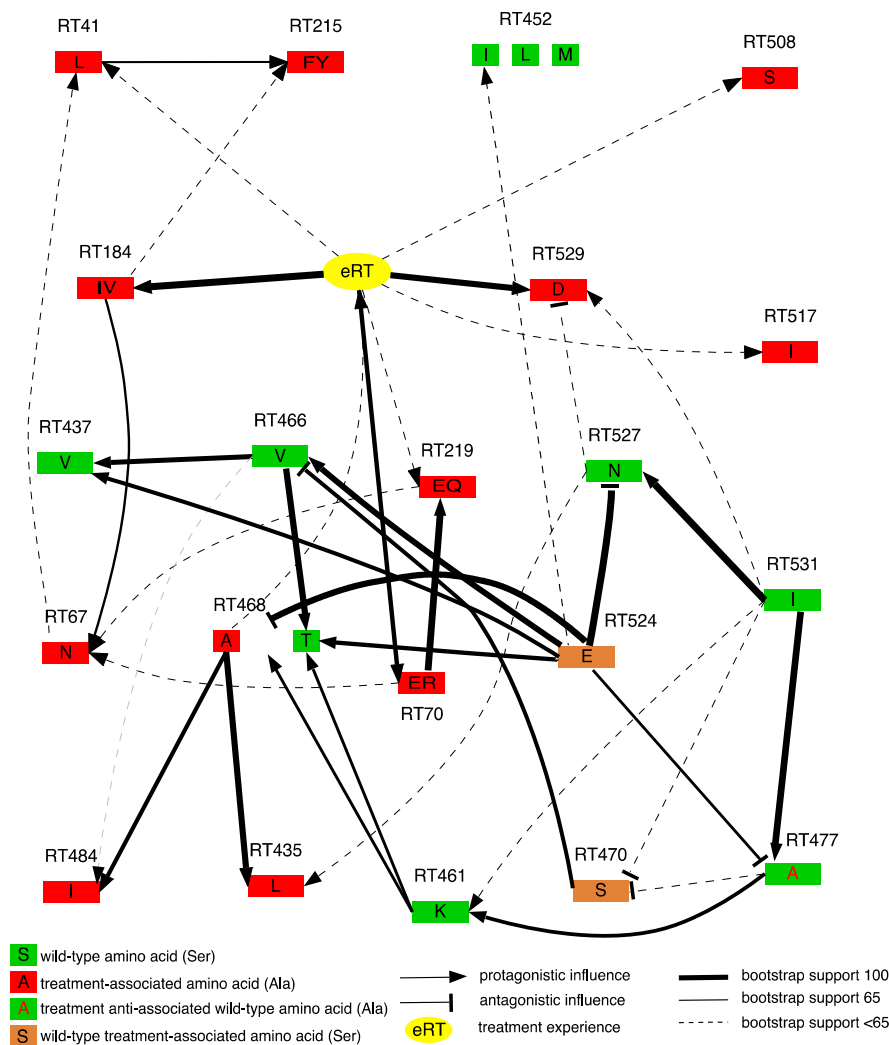 RT41
RT215
RT452
RT508
L
FY
I L M
S
RT184
eRT
RT529
IV
D
RT517
I
RT437
RT466
RT527
V
V
RT219
N
EQ
RT531
I
RT67
RT468
RT524
N
A
T
E
ER
RT70
RT484
RT435
RT461
RT470
RT477
I
L
K
S
A
S wild-type amino acid (Ser)
A treatment-associated amino acid (Ala)
A treatment anti-associated wild-type amino acid (Ala)
S wild-type treatment-associated amino acid (Ser)
protagonistic influence
antagonistic influence
eRT treatment experience
bootstrap support 100
bootstrap support 65
bootstrap support <65